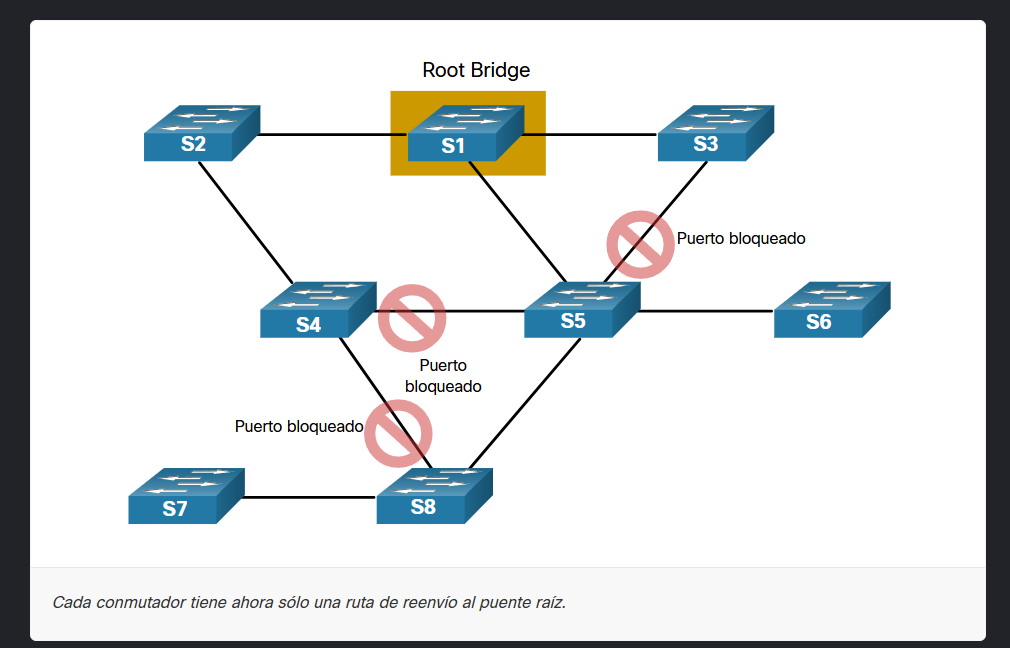 Root Bridge
S2
S1
S3
Puerto bloqueado
S4
S5
S6
Puerto
bloqueado
Puerto bloqueado
S7
S8
Cada conmutador tiene ahora sólo una ruta de reenvío al puente raíz.